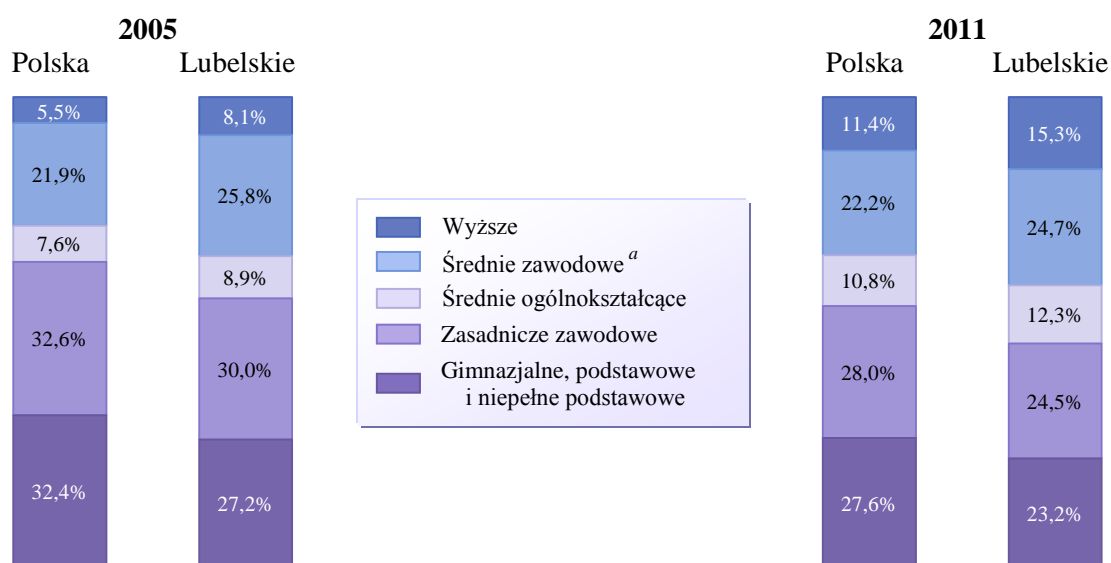 2005
Polska
Lubelskie
5,5%
21,9%
7,6%
32,6%
32,4%
8,1%
25,8%
8,9%
30,0%
27,2%
Wyższe
Średnie zawodowe a
Średnie ogólnokształcące
Zasadnicze zawodowe
Gimnazjalne, podstawowe
i niepełne podstawowe
2011
Polska
Lubelskie
11,4%
22,2%
10,8%
28,0%
27,6%
15,3%
24,7%
12,3%
24,5%
23,2%